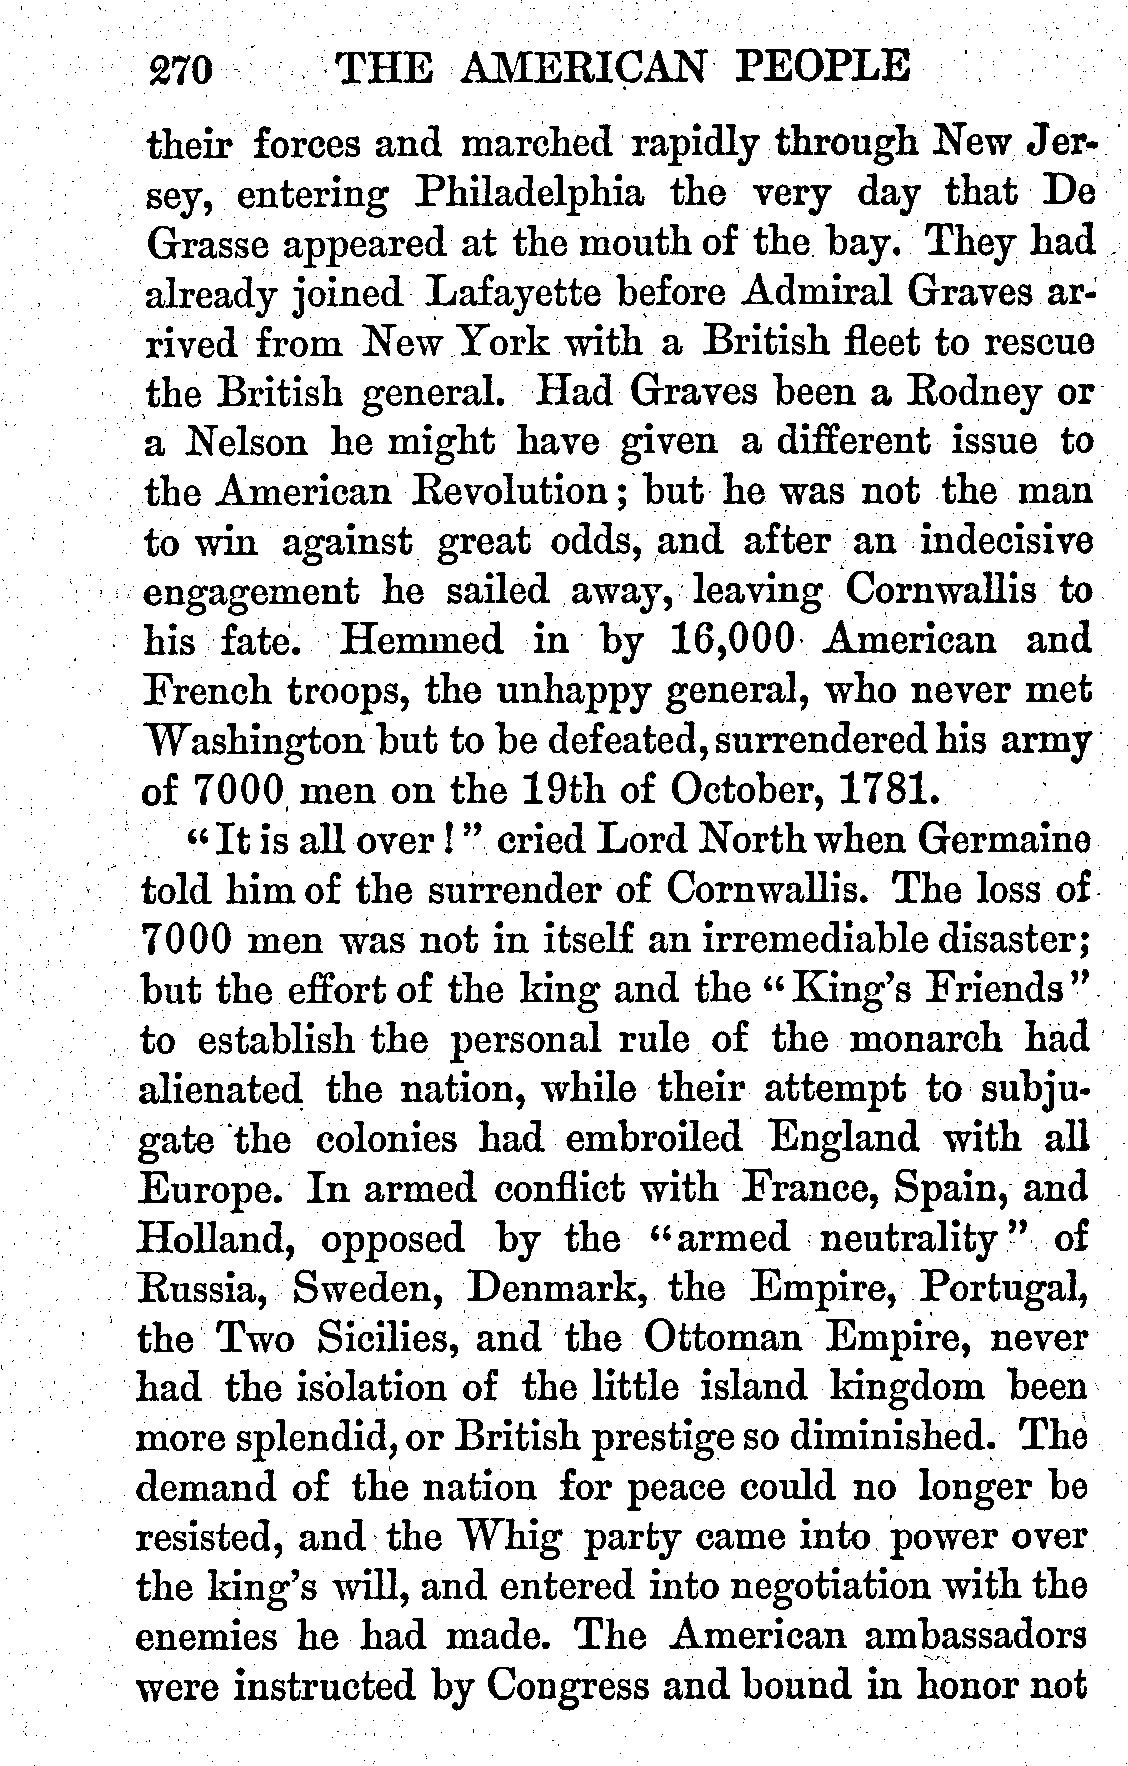 270 THE AMERICAN PEOPLE
their forces and marched rapidly through New Jer-
sey, entering Philadelphia the very day that De
Grasse appeared at the mouth of the bay. They had
already joined Lafayette before Admiral Graves ar-
rived from New York with a British fleet to rescue
the British general. Had Graves been a Rodney or
a Nelson he might have given a different issue to
the American Revolution; but he was not the man
to win against great odds, and after an indecisive
engagement he sailed away, leaving Cornwallis to
his fate. Hemmed in by 16,000 American and
French troops, the unhappy general, who never met
Washington but to be defeated, surrendered his army
of 7000 men on the 19th of October, 1781.
"It is all over!" cried Lord North when Germaine
told him of the surrender of Cornwallis. The loss of
7000 men was not in itself an irremediable disaster;
but the effort of the king and the "King's Friends"
to establish the personal rule of the monarch had
alienated the nation, while their attempt to subju-
gate the colonies had embroiled England with all
Europe. In armed conflict with France, Spain, and
Holland, opposed by the "armed neutrality" of
Russia, Sweden, Denmark, the Empire, Portugal,
the Two Sicilies, and the Ottoman Empire, never
had the isolation of the little island kingdom been
more splendid, or British prestige so diminished. The
demand of the nation for peace could no longer be
resisted, and the Whig party came into power over
the king's will, and entered into negotiation with the
enemies he had made. The American ambassadors
were instructed by Congress and bound in honor not